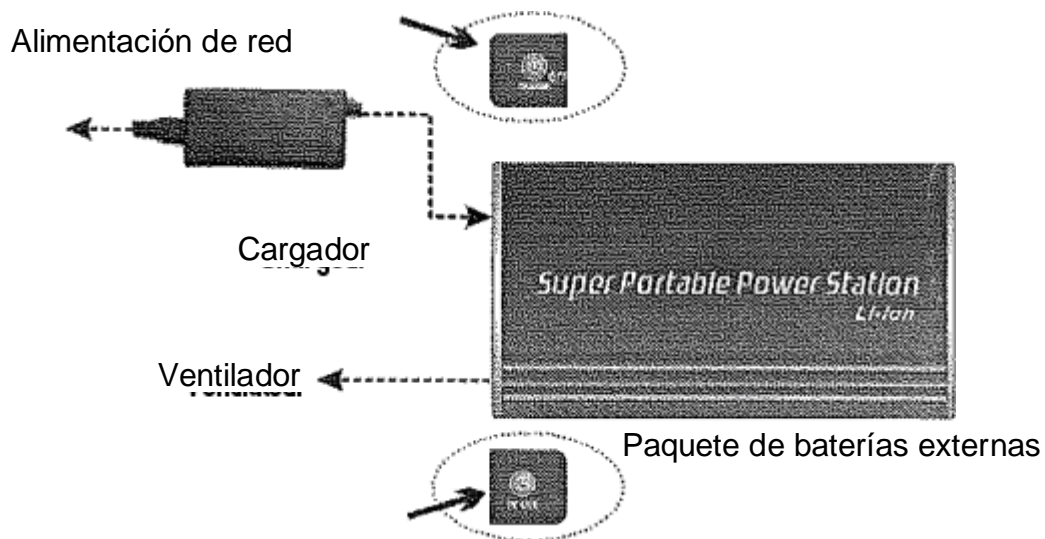 Alimentación de red
Cargador
Super Portable Power Station
Li-ion
Ventilador
Paquete de baterías externas